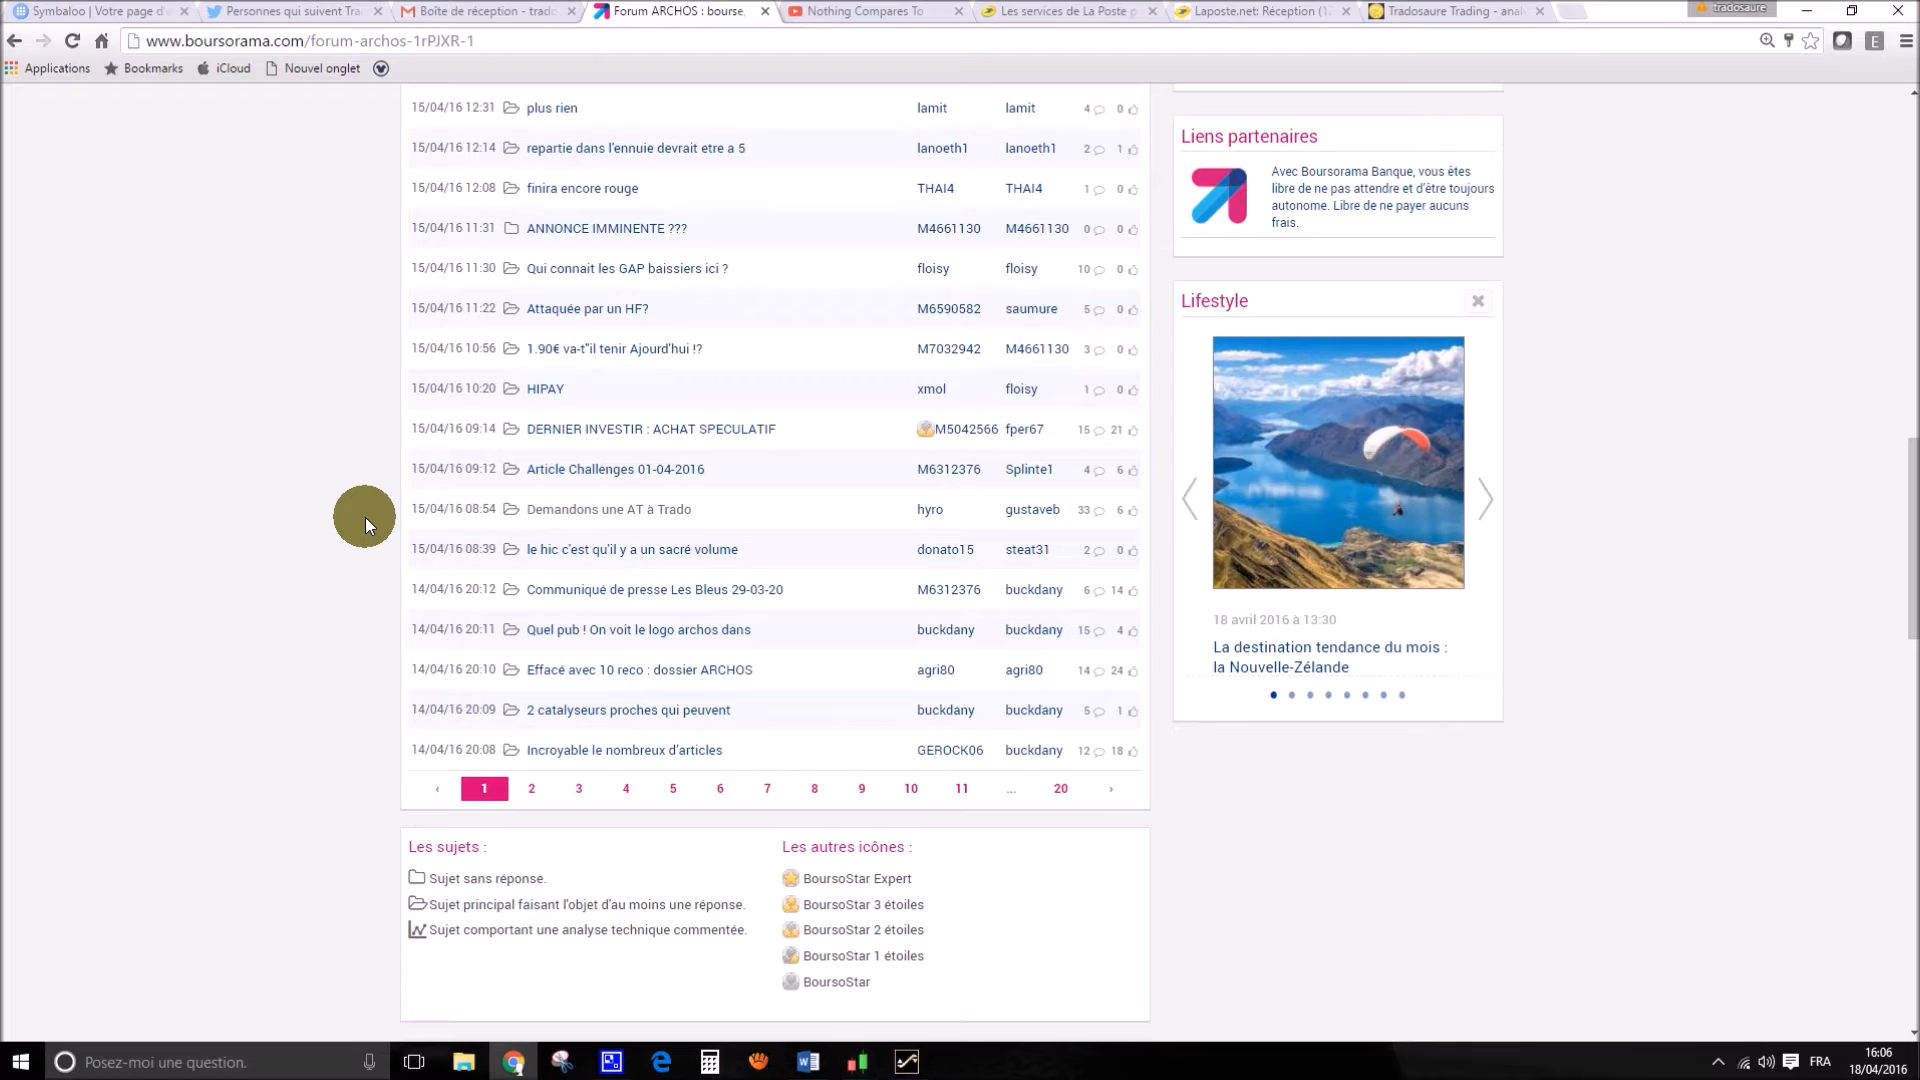 Symbaloo | Votre page d'a
Personnes qui suivent Tra
Boîte de réception - trado
Forum ARCHOS : bourse,
Nothing Compares To
Les services de La Poste p
Laposte.net: Réception (1
Tradosaure Trading - anal
tradosaure
www.boursorama.com/forum-archos-1rPJXR-1
Applications Bookmarks iCloud Nouvel onglet
15/04/16 12:31 plus rien lamit lamit 4 0
15/04/16 12:14 repartie dans l'ennuie devrait etre a 5 lanoeth1 lanoeth1 2 1
15/04/16 12:08 finira encore rouge THAI4 THAI4 1 0
15/04/16 11:31 ANNONCE IMMINENTE ??? M4661130 M4661130 0 0
15/04/16 11:30 Qui connait les GAP baissiers ici ? floisy floisy 10 0
15/04/16 11:22 Attaquée par un HF? M6590582 saumure 5 0
15/04/16 10:56 1.90€ va-t"il tenir Ajourd'hui !? M7032942 M4661130 3 0
15/04/16 10:20 HIPAY xmol floisy 1 0
15/04/16 09:14 DERNIER INVESTIR : ACHAT SPECULATIF M5042566 fper67 15 21
15/04/16 09:12 Article Challenges 01-04-2016 M6312376 Splinte1 4 6
15/04/16 08:54 Demandons une AT à Trado hyro gustaveb 33 6
15/04/16 08:39 le hic c'est qu'il y a un sacré volume donato15 steat31 2 0
14/04/16 20:12 Communiqué de presse Les Bleus 29-03-20 M6312376 buckdany 6 14
14/04/16 20:11 Quel pub ! On voit le logo archos dans buckdany buckdany 15 4
14/04/16 20:10 Effacé avec 10 reco : dossier ARCHOS agri80 agri80 14 24
14/04/16 20:09 2 catalyseurs proches qui peuvent buckdany buckdany 5 1
14/04/16 20:08 Incroyable le nombreux d'articles GEROCK06 buckdany 12 18
‹ 1 2 3 4 5 6 7 8 9 10 11 ... 20 ›
Les sujets :
Sujet sans réponse.
Sujet principal faisant l'objet d'au moins une réponse.
Sujet comportant une analyse technique commentée.
Les autres icônes :
BoursoStar Expert
BoursoStar 3 étoiles
BoursoStar 2 étoiles
BoursoStar 1 étoiles
BoursoStar
Liens partenaires
Avec Boursorama Banque, vous êtes
libre de ne pas attendre et d'être toujours
autonome. Libre de ne payer aucuns
frais.
Lifestyle
18 avril 2016 à 13:30
La destination tendance du mois :
la Nouvelle-Zélande
Posez-moi une question.
FRA
16:06
18/04/2016